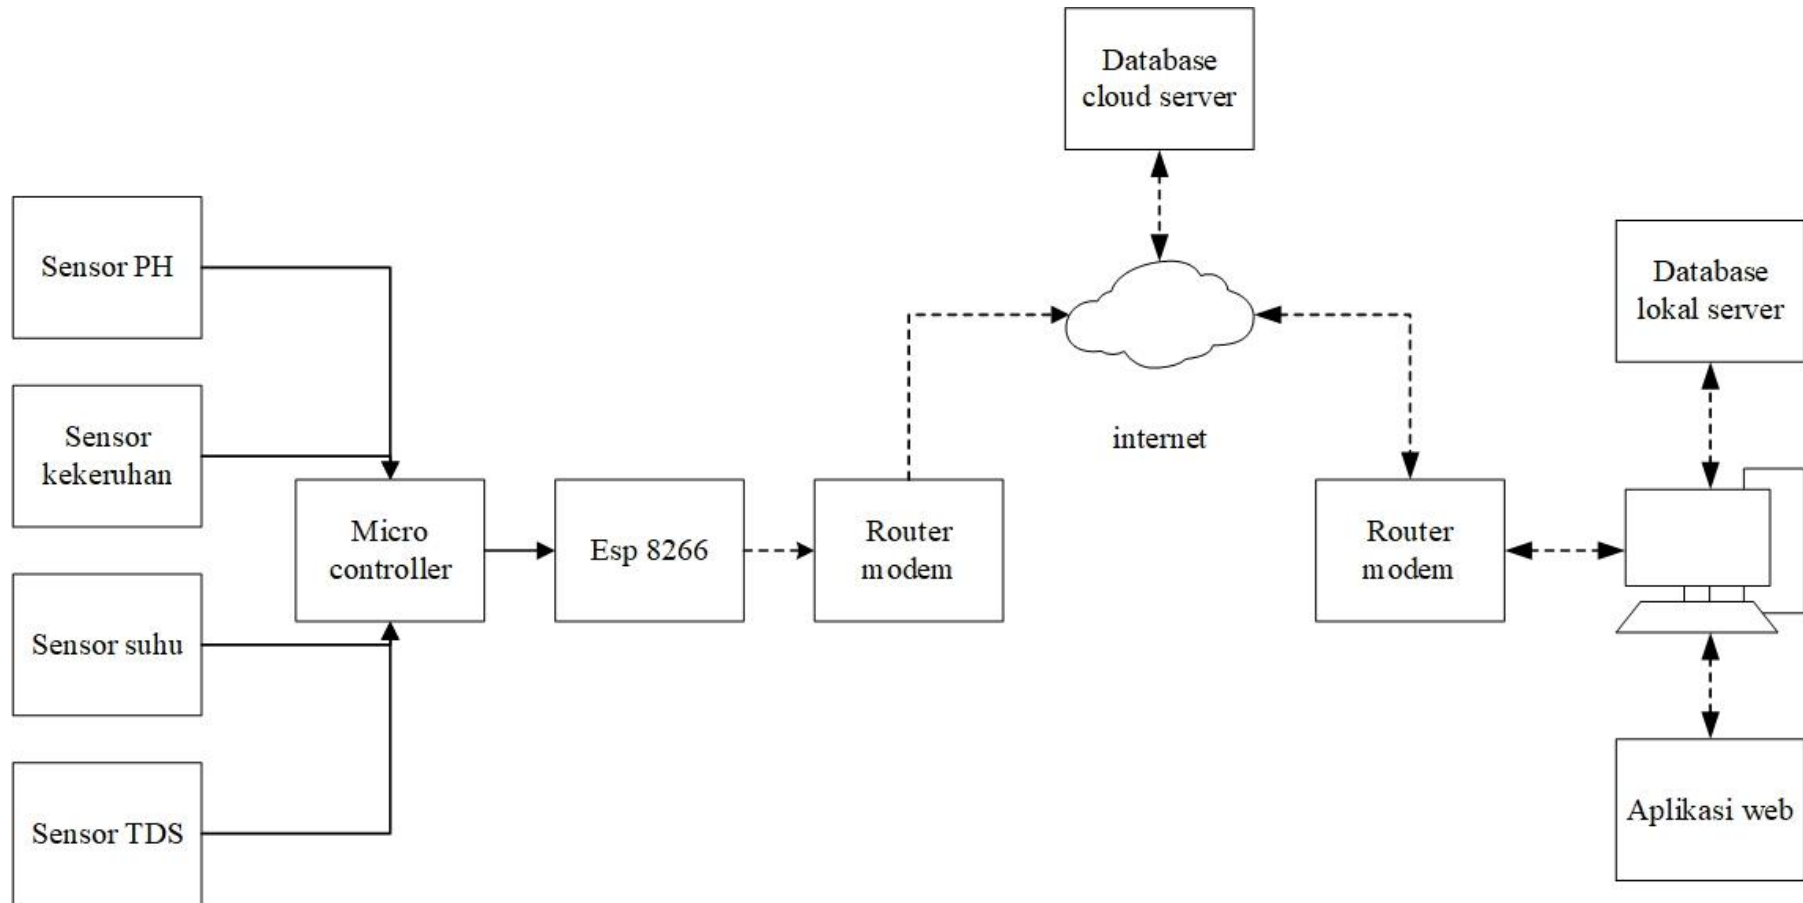 Database
cloud server
Sensor PH
Database
lokal server
Sensor
kekeruhan
internet
Micro
controller
Esp 8266
Router
modem
Router
modem
Sensor suhu
Sensor TDS
Aplikasi web